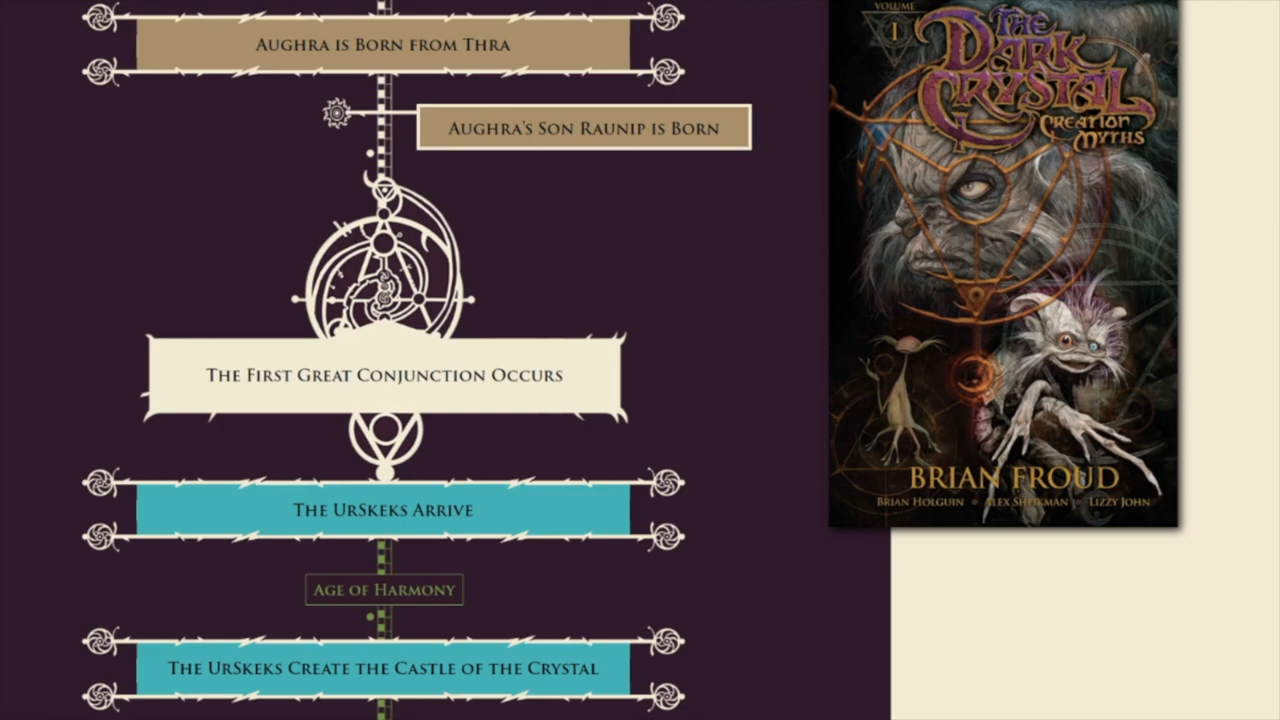 Aughra is Born from Thra
Aughra's Son Raunip is Born
The First Great Conjunction Occurs
The UrSkeks Arrive
Age of Harmony
The UrSkeks Create the Castle of the Crystal
VOLUME
I
THE
DARK
CRYSTAL
CREATION
MYTHS
BRIAN FROUD
BRIAN HOLGUIN ALEX SHEIKMAN LIZZY JOHN